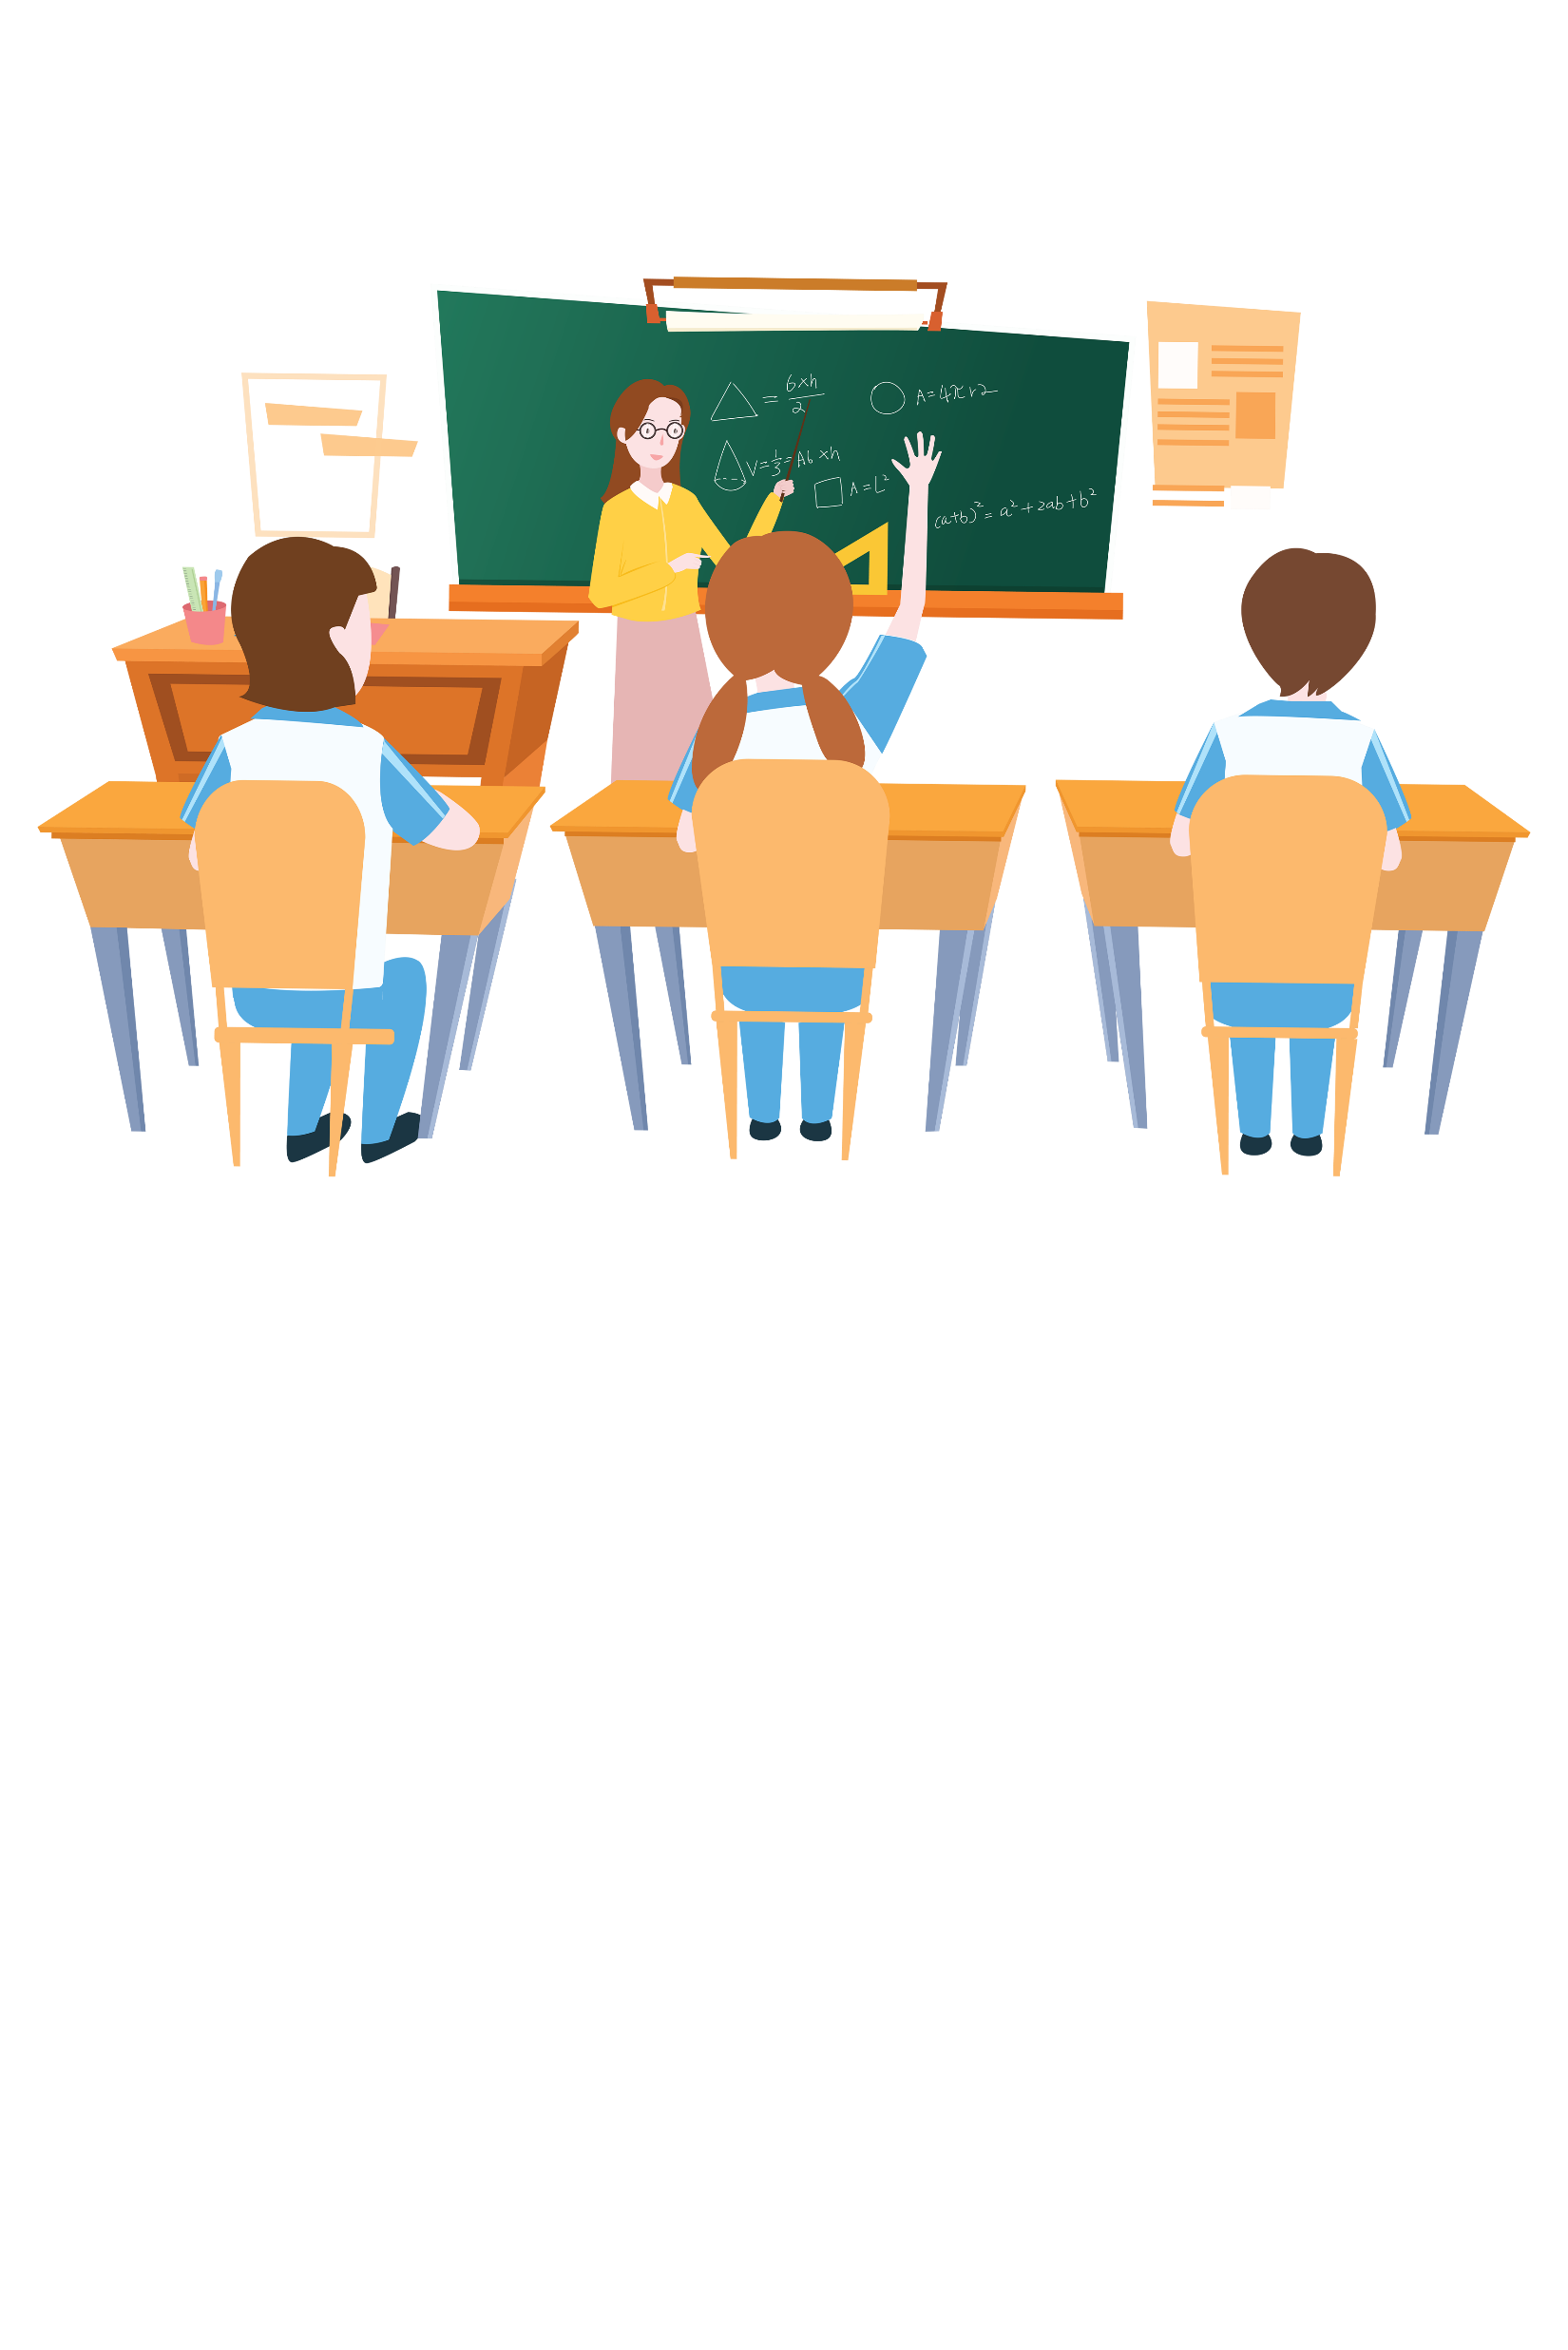 = 6×h/2
A=4πr2
V=1/3=Ab×h
A=L²
(a+b)²=a²+2ab+b²